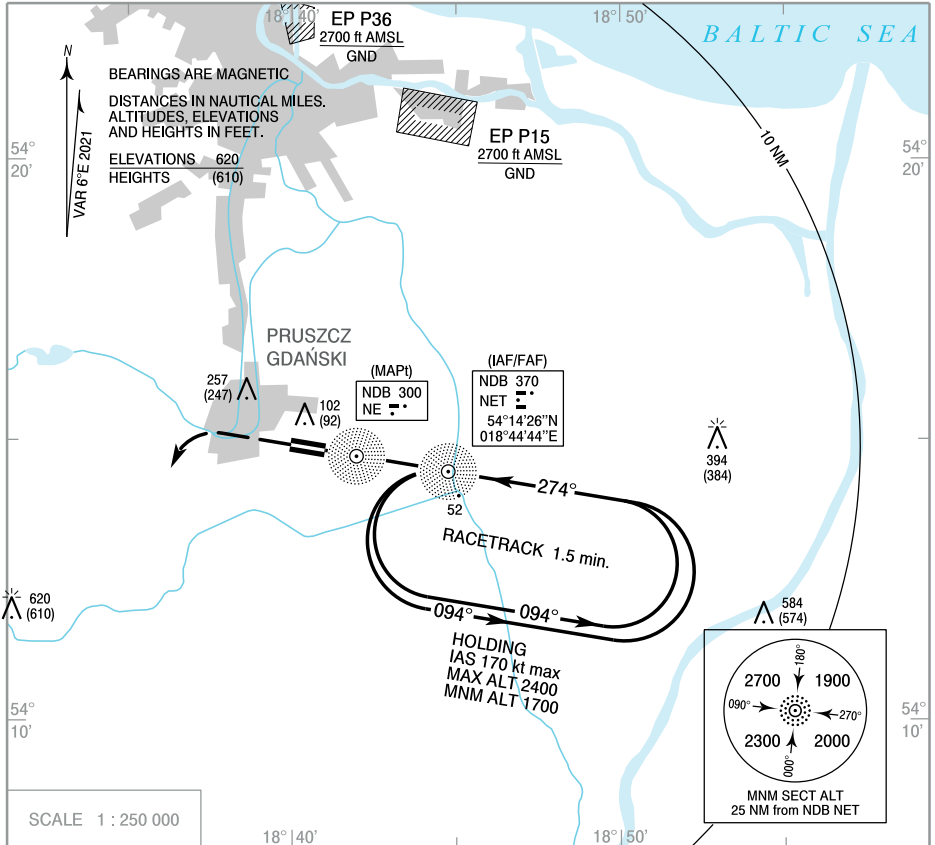 18°40'
18°50'
EP P36
2700 ft AMSL
GND
BALTIC SEA
N
VAR 6°E 2021
BEARINGS ARE MAGNETIC
DISTANCES IN NAUTICAL MILES.
ALTITUDES, ELEVATIONS
AND HEIGHTS IN FEET.
ELEVATIONS 620
HEIGHTS (610)
EP P15
2700 ft AMSL
GND
10 NM
54°
20'
54°
20'
PRUSZCZ
GDAŃSKI
257
(247)
102
(92)
(MAPt)
NDB 300
NE
(IAF/FAF)
NDB 370
NET
54°14'26"N
018°44'44"E
394
(384)
274°
52
RACETRACK 1.5 min.
094°
094°
HOLDING
IAS 170 kt max
MAX ALT 2400
MNM ALT 1700
620
(610)
584
(574)
180°
2700 1900
090°
270°
2300 2000
000°
MNM SECT ALT
25 NM from NDB NET
54°
10'
54°
10'
SCALE 1 : 250 000
18°40'
18°50'